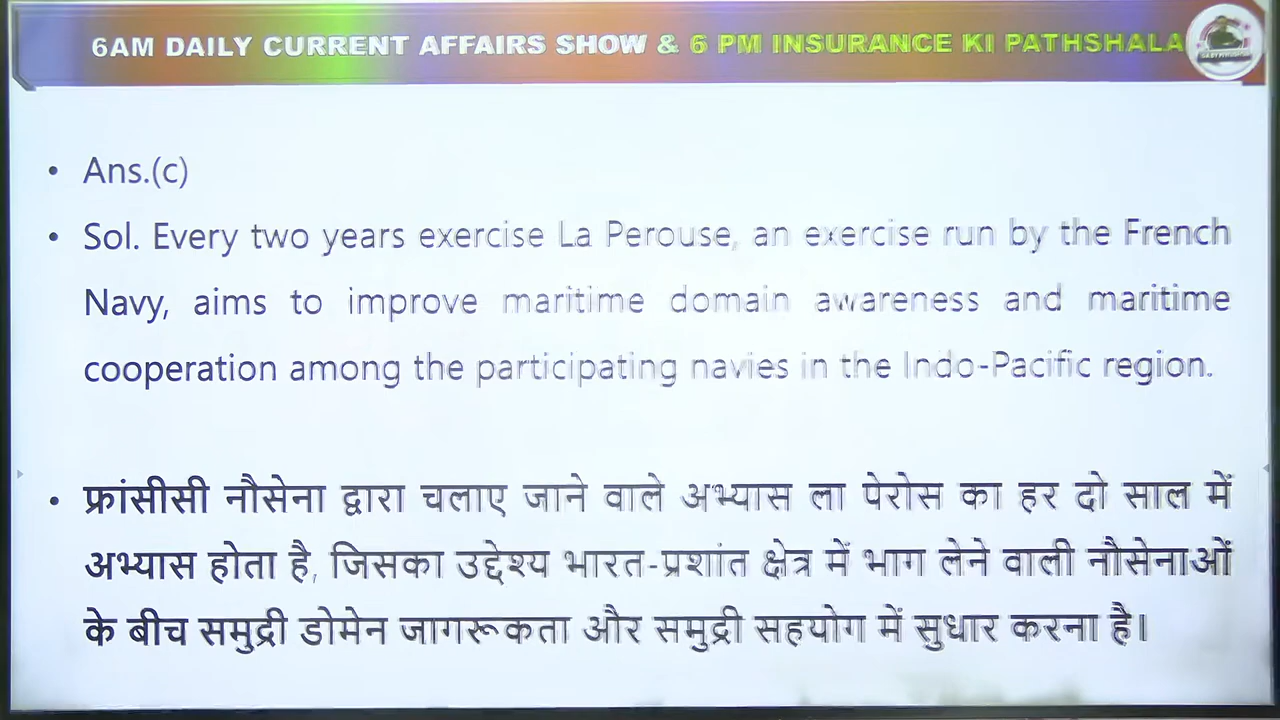 6AM DAILY CURRENT AFFAIRS SHOW & 6 PM INSURANCE KI PATHSHALA
• Ans.(c)
• Sol. Every two years exercise La Perouse, an exercise run by the French
Navy, aims to improve maritime domain awareness and maritime
cooperation among the participating navies in the Indo-Pacific region.
• फ्रांसीसी नौसेना द्वारा चलाए जाने वाले अभ्यास ला पेरोस का हर दो साल में
अभ्यास होता है, जिसका उद्देश्य भारत-प्रशांत क्षेत्र में भाग लेने वाली नौसेनाओं
के बीच समुद्री डोमेन जागरूकता और समुद्री सहयोग में सुधार करना है।